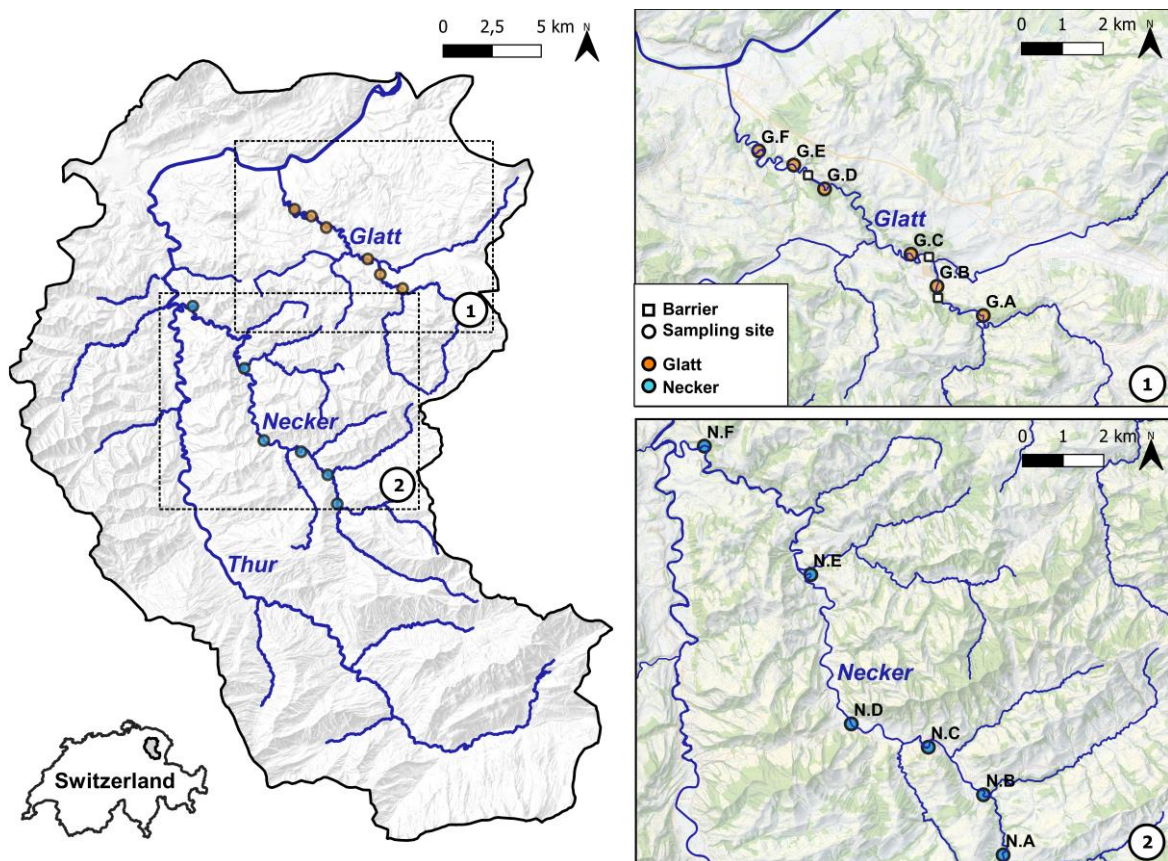 0 2,5 5 km
N
Glatt
1
Necker
2
Thur
Switzerland
0 1 2 km
N
G.F
G.E
G.D
Glatt
G.C
G.B
G.A
Barrier
Sampling site
Glatt
Necker
1
0 1 2 km
N
N.F
N.E
Necker
N.D
N.C
N.B
N.A
2